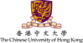 香港中文大學
The Chinese University of Hong Kong